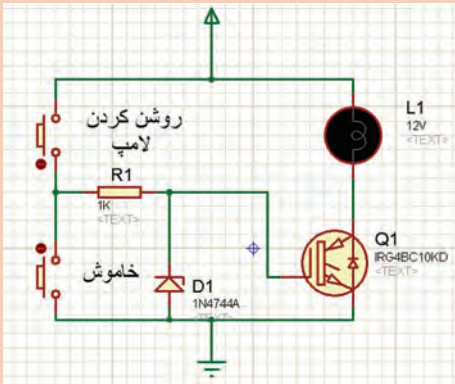 روشن کردن
لامپ
L1
12V
<TEXT>
R1
1K
<TEXT>
خاموش
D1
1N4744A
<TEXT>
Q1
IRG4BC10KD
<TEXT>